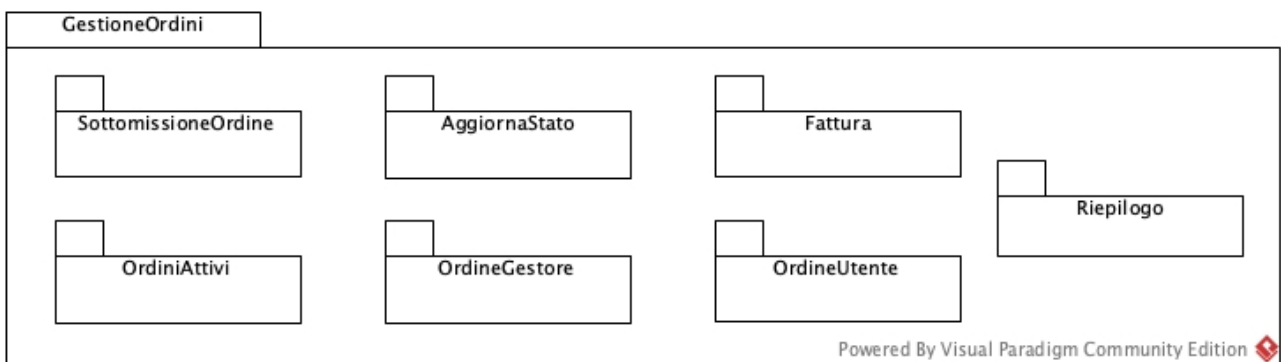 GestioneOrdini
SottomissioneOrdine
AggiornaStato
Fattura
Riepilogo
OrdiniAttivi
OrdineGestore
OrdineUtente
Powered By Visual Paradigm Community Edition